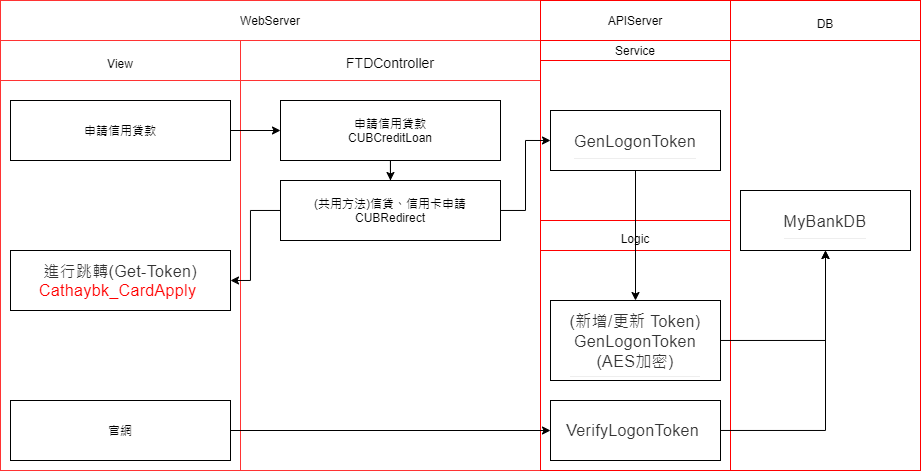 WebServer
APIServer
DB
View
FTDController
Service
申請信用貸款
申請信用貸款
CUBCreditLoan
GenLogonToken
(共用方法)信貸、信用卡申請
CUBRedirect
MyBankDB
Logic
進行跳轉(Get-Token)
Cathaybk_CardApply
(新增/更新 Token)
GenLogonToken
(AES加密)
官網
VerifyLogonToken